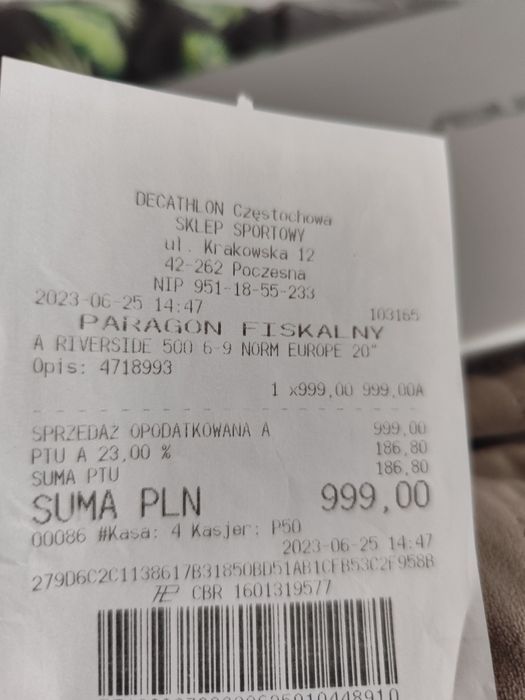 DECATHLON Częstochowa
SKLEP SPORTOWY
ul. Krakowska 12
42-262 Poczesna
NIP 951-18-55-233
2023-06-25 14:47 103165
PARAGON FISKALNY
A RIVERSIDE 500 6-9 NORM EUROPE 20"
Opis: 4718993
1 x999,00 999,00A
SPRZEDAŻ OPODATKOWANA A 999,00
PTU A 23,00 % 186,80
SUMA PTU 186,80
SUMA PLN 999,00
00086 #Kasa: 4 Kasjer: P50
2023-06-25 14:47
279D6C2C1138617B31850BD51AB1CFB53C2F958B
CBR 1601319577